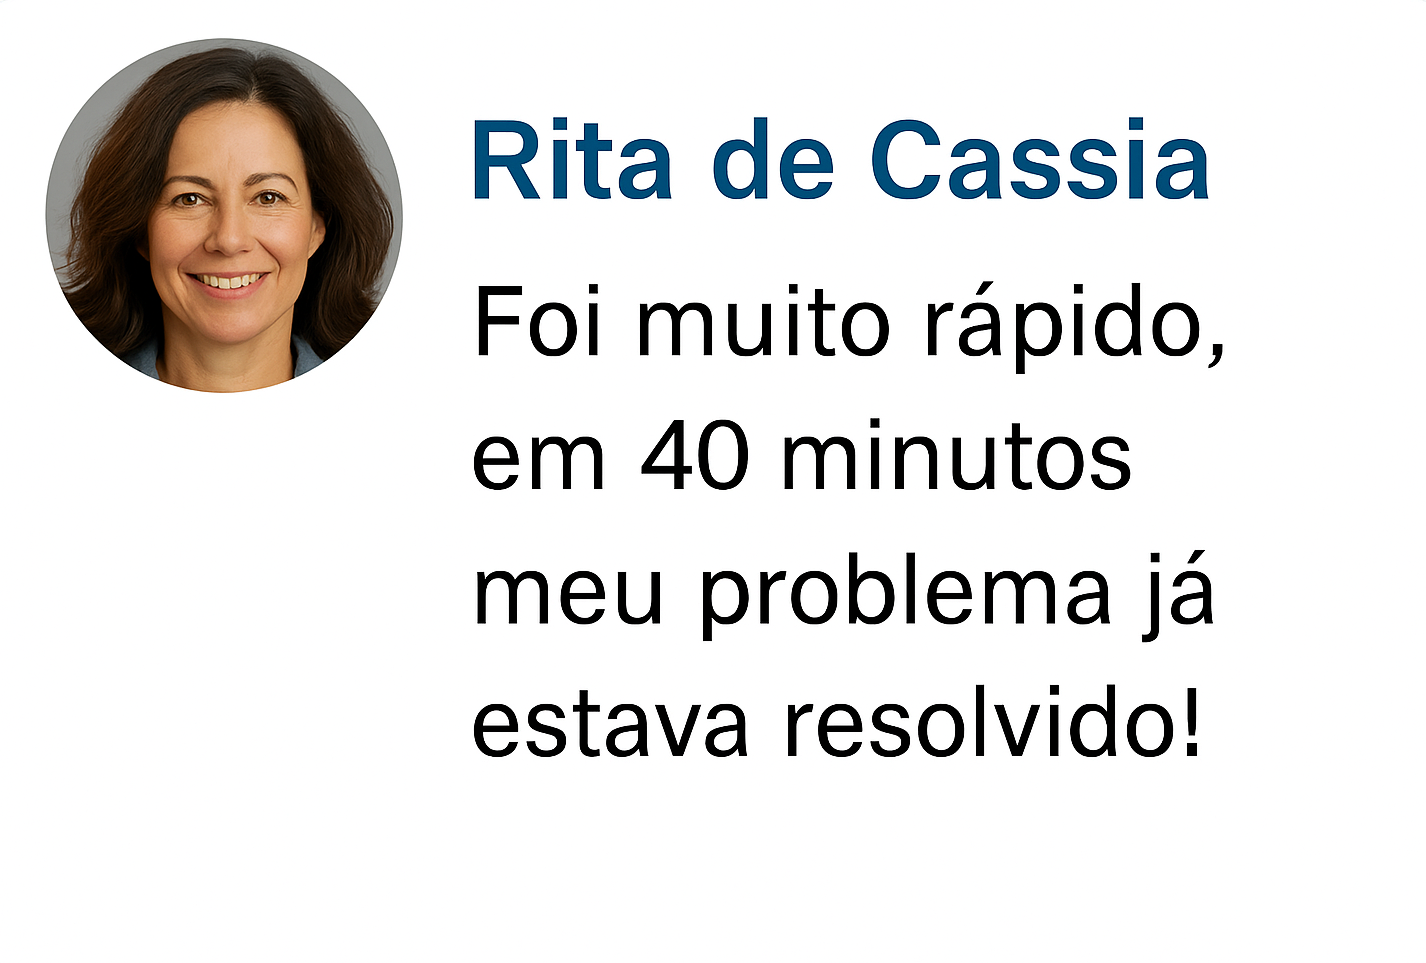 Rita de Cassia
Foi muito rápido,
em 40 minutos
meu problema já
estava resolvido!